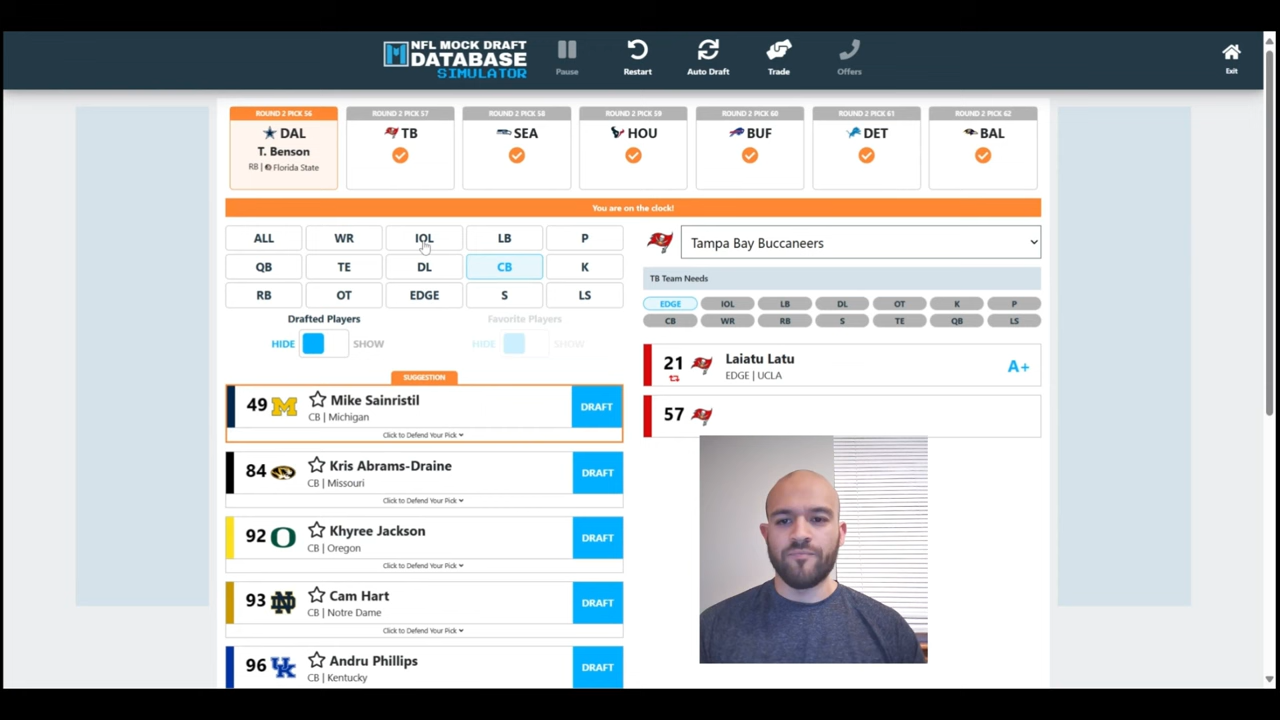 NFL MOCK DRAFT
DATABASE
SIMULATOR
Pause
Restart
Auto Draft
Trade
Offers
Exit
ROUND 2 PICK 56
DAL
T. Benson
RB | Florida State
ROUND 2 PICK 57
TB
ROUND 2 PICK 58
SEA
ROUND 2 PICK 59
HOU
ROUND 2 PICK 60
BUF
ROUND 2 PICK 61
DET
ROUND 2 PICK 62
BAL
You are on the clock!
ALL WR IOL LB P
QB TE DL CB K
RB OT EDGE S LS
Drafted Players
HIDE SHOW
Favorite Players
HIDE SHOW
SUGGESTION
49 Mike Sainristil DRAFT
CB | Michigan
Click to Defend Your Pick
84 Kris Abrams-Draine DRAFT
CB | Missouri
Click to Defend Your Pick
92 Khyree Jackson DRAFT
CB | Oregon
Click to Defend Your Pick
93 Cam Hart DRAFT
CB | Notre Dame
Click to Defend Your Pick
96 Andru Phillips DRAFT
CB | Kentucky
Tampa Bay Buccaneers
TB Team Needs
EDGE IOL LB DL OT K P
CB WR RB S TE QB LS
21 Laiatu Latu A+
EDGE | UCLA
57